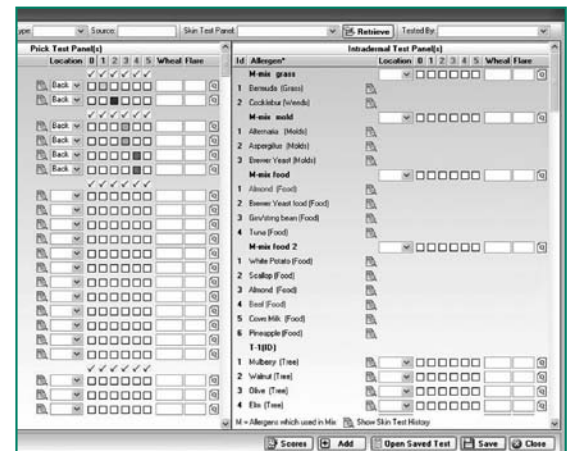 ype: Source: Skin Test Panel: Retrieve Tested By:
Prick Test Panel(s)
Location 0 1 2 3 4 5 Wheal Flare
Back
Back
Back
Back
Back
Back
Intradermal Test Panel(s)
Id Allergen* Location 0 1 2 3 4 5 Wheal Flare
M-mix grass
1 Bermuda (Grass)
2 Cocklebur (Weeds)
M-mix mold
1 Alternaria (Molds)
2 Aspergillus (Molds)
3 Brewer Yeast (Molds)
M-mix food
1 Almond (Food)
2 Brewer Yeast food (Food)
3 Grn/string bean (Food)
4 Tuna (Food)
M-mix food 2
1 White Potato (Food)
2 Scallop (Food)
3 Almond (Food)
4 Beef (Food)
5 Cows Milk (Food)
6 Pineapple (Food)
T-1(ID)
1 Mulberry (Tree)
2 Walnut (Tree)
3 Olive (Tree)
4 Elm (Tree)
M = Allergens which used in Mix Show Skin Test History
Scores Add Open Saved Test Save Close